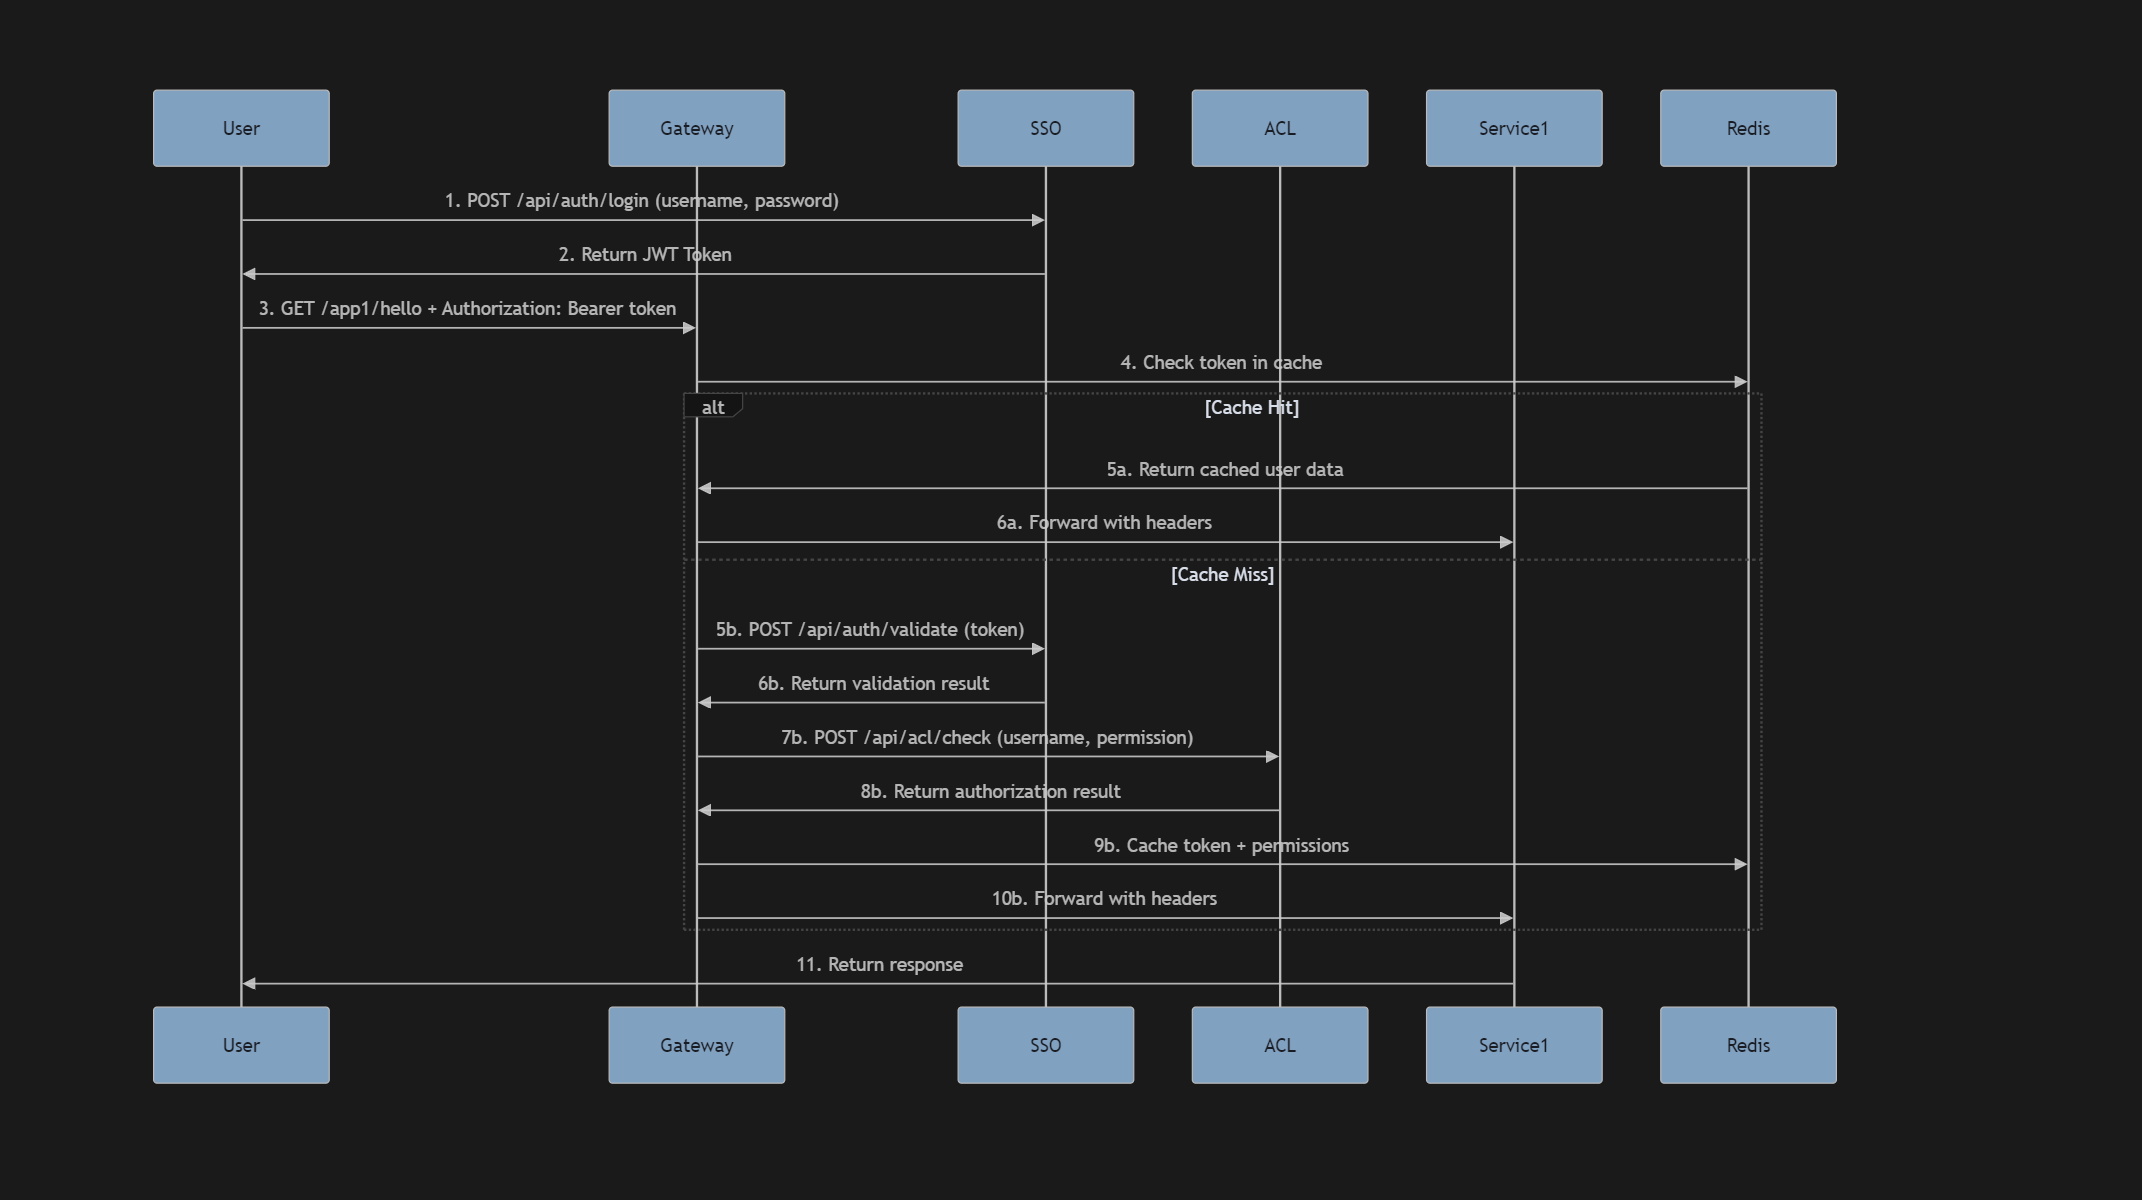 User
Gateway
SSO
ACL
Service1
Redis
1. POST /api/auth/login (username, password)
2. Return JWT Token
3. GET /app1/hello + Authorization: Bearer token
4. Check token in cache
alt
[Cache Hit]
5a. Return cached user data
6a. Forward with headers
[Cache Miss]
5b. POST /api/auth/validate (token)
6b. Return validation result
7b. POST /api/acl/check (username, permission)
8b. Return authorization result
9b. Cache token + permissions
10b. Forward with headers
11. Return response
User
Gateway
SSO
ACL
Service1
Redis